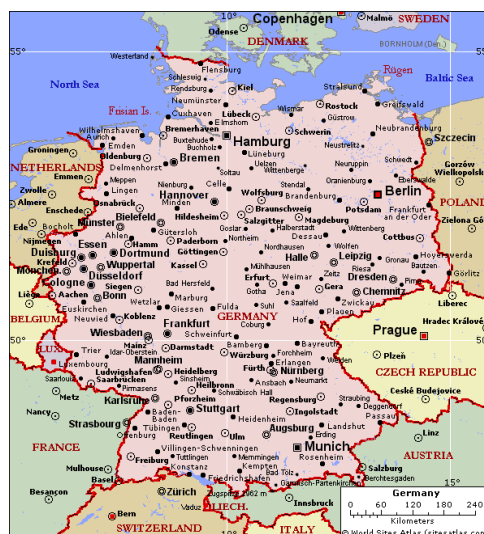 10° Copenhagen
Malmö SWEDEN
Odense
DENMARK
BORNHOLM (Den.)
55° 55°
Westerland
Flensburg
North Sea
Schleswig
Rügen
Baltic Sea
Rendsburg Kiel
Stralsund
Neumünster
Rostock Greifswald
Frisian Is.
Cuxhaven Lübeck Wismar
Elmshorn Güstrow
Wilhelmshaven Bremerhaven Schwerin Neubrandenburg
Aurich
Emden
Buxtehude Hamburg
Buchholz
Neustrelitz Szczecin
Groningen Oldenburg Bremen
Lüneburg
Uelzen Wittenberge Neuruppin Schwedt
NETHERLANDS Delmenhorst
Emmen Meppen
Soltau
Oranienburg Eberswalde
Gorzów Wielkopolski
Zwolle Lingen
Nienburg Celle Stendal
Berlin
Almere
Enschede Osnabrück Hannover Wolfsburg Brandenburg
POLAND
Minden
Braunschweig Potsdam Frankfurt an der Oder
Ede Bocholt Münster Bielefeld Hildesheim Salzgitter Magdeburg
Zielona Góra
Nijmegen
Ahlen Gütersloh Goslar Halberstadt Dessau
Cottbus
Essen Hamm Paderborn Northeim
Wolfen
Duisburg Dortmund
Göttingen Nordhausen
Krefeld Wuppertal Kassel Halle Leipzig Gronau Hoyerswerda
Düsseldorf
Mühlhausen Riesa Bautzen
Cologne Siegen
Bad Hersfeld Erfurt Weimar Zeitz Dresden Görlitz
Liège Aachen Bonn
Marburg
Gotha Jena Gera Chemnitz
Liberec
BELGIUM Euskirchen
Wetzlar
Giessen Fulda Suhl Saalfeld Zwickau
Neuwied Koblenz
Hof Plauen
Hradec Králové
GERMANY
Frankfurt
Coburg
Prague
50° Wiesbaden
Schweinfurt
50°
LUX. Mainz
Bamberg Bayreuth
Trier Idar-Oberstein Darmstadt
Würzburg Forchheim
Plzeň
Luxembourg
Mannheim
Erlangen Weiden
CZECH REPUBLIC
Ludwigshafen Heidelberg
Fürth Nürnberg
Saarlouis Saarbrücken
Sinsheim
Ansbach Neumarkt
Metz Pirmasens Heilbronn
Schwäbisch Hall
Ceské Budejovice
Karlsruhe Pforzheim
Regensburg Straubing
Nancy
Baden-Baden
Stuttgart
Ingolstadt
Deggendorf
Strasbourg
Heidenheim
Passau
Tübingen
Augsburg Landshut
Linz
Offenburg Reutlingen Ulm
Erding
FRANCE
Villingen-Schwenningen Munich
AUSTRIA
Freiburg Tuttlingen Memmingen Rosenheim
Mulhouse Konstanz Kempten Bad Tölz
Salzburg
Basel Friedrichshafen
Garmisch-Partenkirchen Berchtesgaden
Besançon
Zürich Zugspitz 2962 m
15°
Innsbruck
Vaduz LIECH.
Bern
SWITZERLAND
10°
ITALY
Germany
0 60 120 180 240
Kilometers
© World Sites Atlas (sitesatlas.com)